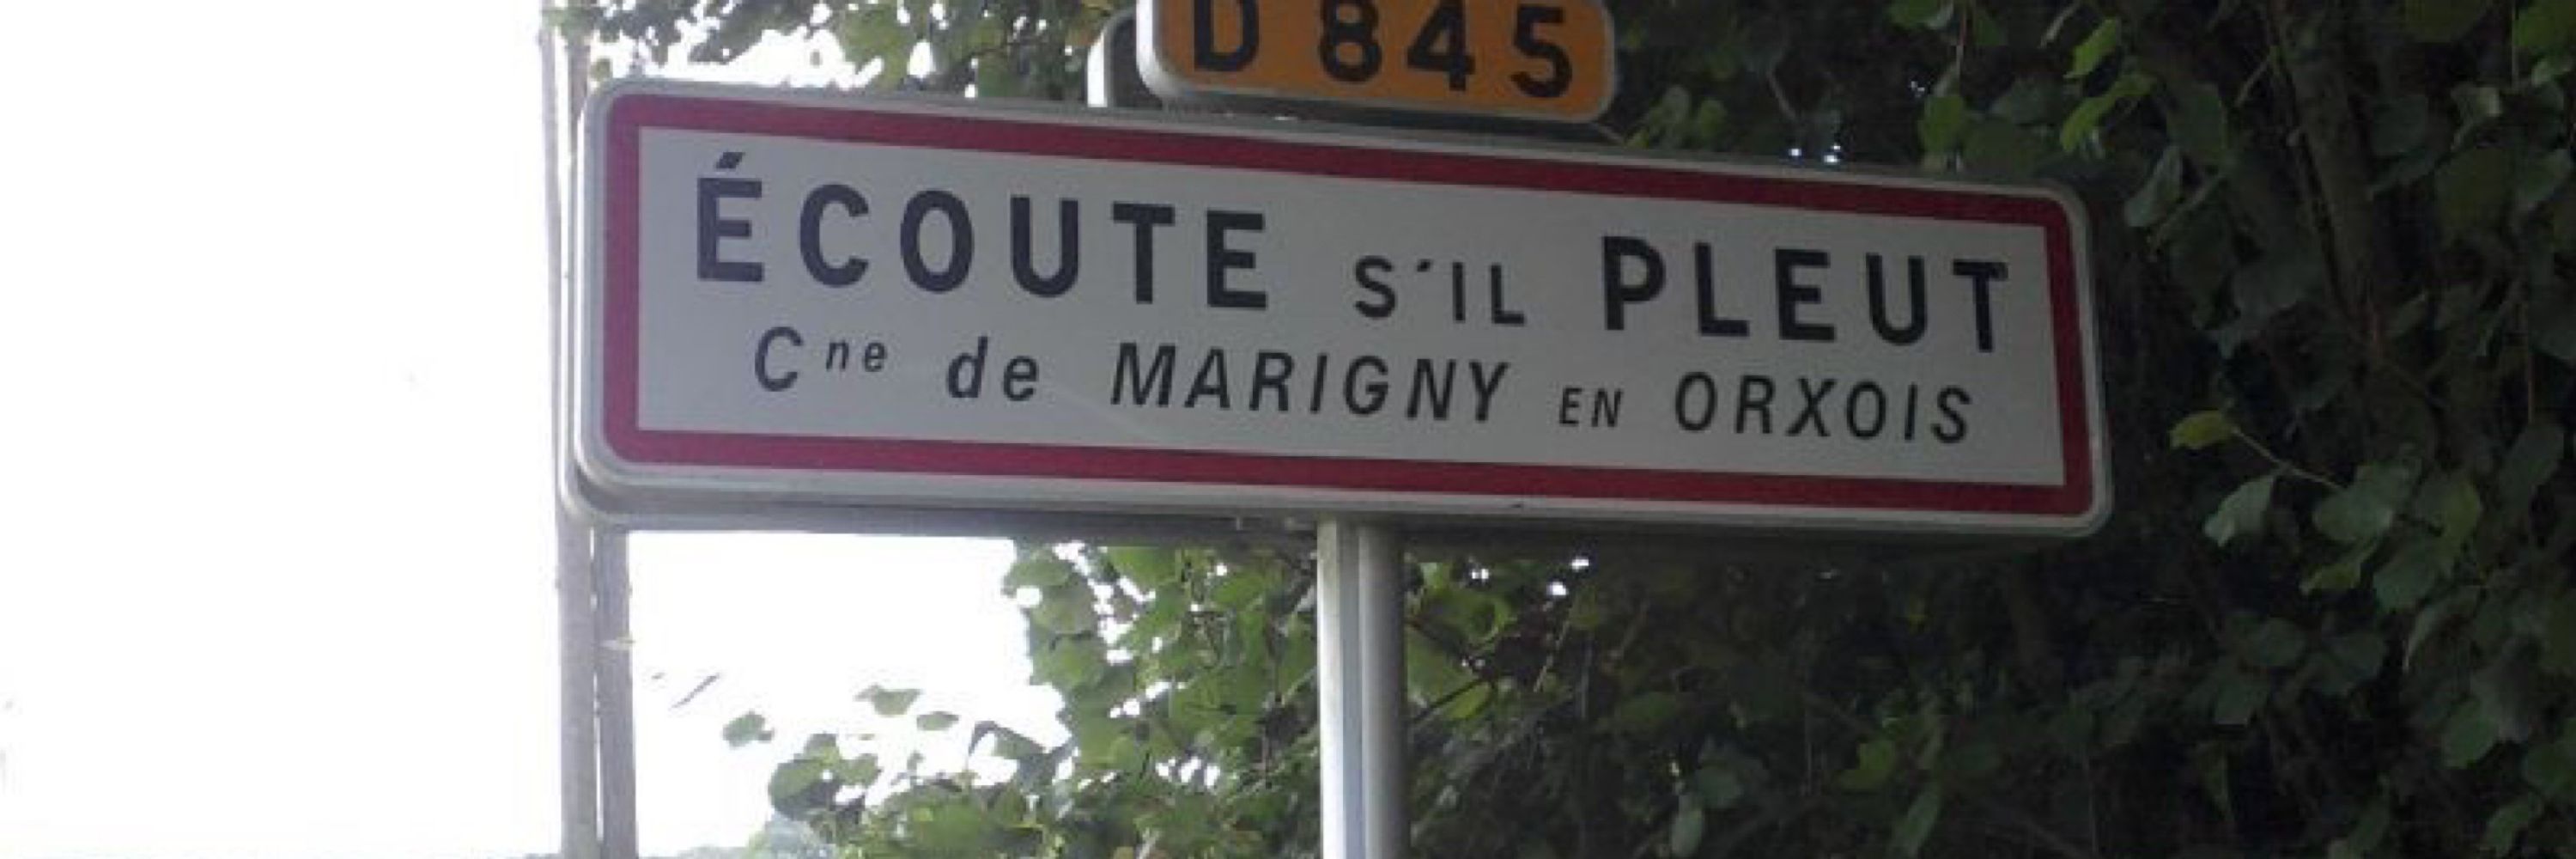 D 845
ÉCOUTE S'IL PLEUT
Cne de MARIGNY EN ORXOIS